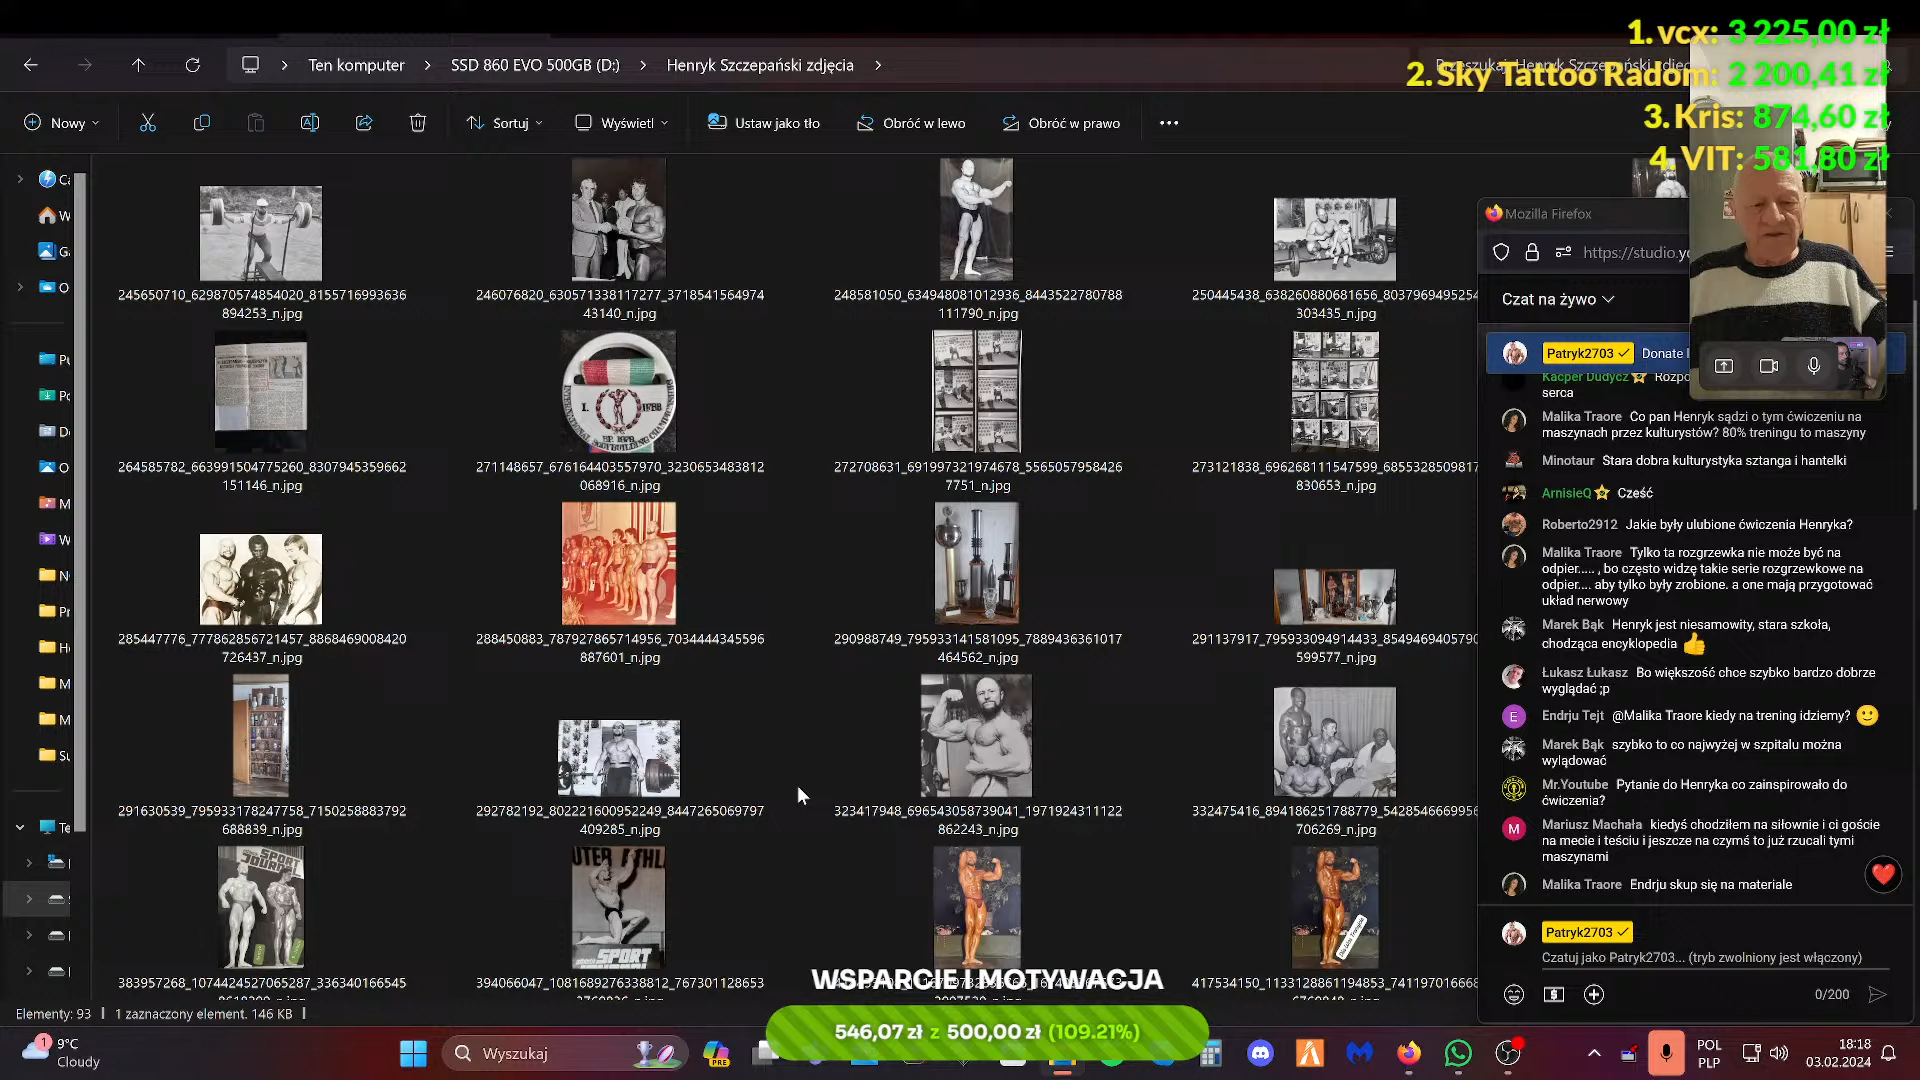 1. vcx: 3 225,00 zł
2. Sky Tattoo Radom: 2 200,41 zł
3. Kris: 874,60 zł
4. VIT: 581,80 zł
Ten komputer
SSD 860 EVO 500GB (D:)
Henryk Szczepański zdjęcia
Nowy
Sortuj
Wyświetl
Ustaw jako tło
Obróć w lewo
Obróć w prawo
245650710_629870574854020_8155716993636
894253_n.jpg
246076820_630571338117277_3718541564974
43140_n.jpg
248581050_634948081012936_8443522780788
111790_n.jpg
250445438_638260880681656_8037969495254
303435_n.jpg
264585782_663991504775260_8307945359662
151146_n.jpg
271148657_676164403557970_3230653483812
068916_n.jpg
272708631_691997321974678_5565057958426
7751_n.jpg
273121838_696268111547599_6855328509817
830653_n.jpg
285447776_777862856721457_8868469008420
726437_n.jpg
288450883_787927865714956_7034444345596
887601_n.jpg
290988749_795933141581095_7889436361017
464562_n.jpg
291137917_795933094914433_8549469405790
599577_n.jpg
291630539_795933178247758_7150258883792
688839_n.jpg
292782192_802221600952249_8447265069797
409285_n.jpg
323417948_696543058739041_1971924311122
862243_n.jpg
332475416_894186251788779_5428546669956
706269_n.jpg
383957268_1074424527065287_336340166545
394066047_1081689276338812_767301128653
417534150_1133128861194853_741197016668
Elementy: 93
1 zaznaczony element. 146 KB
Mozilla Firefox
https://studio.yo
Czat na żywo
Patryk2703 Donate
Kacper Dudycz Rozpo
serca
Malika Traore Co pan Henryk sądzi o tym ćwiczeniu na
maszynach przez kulturystów? 80% treningu to maszyny
Minotaur Stara dobra kulturystyka sztanga i hantelki
ArnisieQ Cześć
Roberto2912 Jakie były ulubione ćwiczenia Henryka?
Malika Traore Tylko ta rozgrzewka nie może być na
odpier..... , bo często widzę takie serie rozgrzewkowe na
odpier.... aby tylko były zrobione. a one mają przygotować
układ nerwowy
Marek Bąk Henryk jest niesamowity, stara szkoła,
chodząca encyklopedia
Łukasz Łukasz Bo większość chce szybko bardzo dobrze
wyglądać ;p
Endrju Tejt @Malika Traore kiedy na trening idziemy?
Marek Bąk szybko to co najwyżej w szpitalu można
wylądować
Mr.Youtube Pytanie do Henryka co zainspirowało do
ćwiczenia?
Mariusz Machała kiedyś chodziłem na siłownie i ci goście
na mecie i teściu i jeszcze na czymś to już rzucali tymi
maszynami
Malika Traore Endrju skup się na materiale
Patryk2703
Czatuj jako Patryk2703... (tryb zwolniony jest włączony)
0/200
WSPARCIE I MOTYWACJA
546,07 zł z 500,00 zł (109.21%)
1
9°C
Cloudy
Wyszukaj
PRE
POL
PLP
18:18
03.02.2024